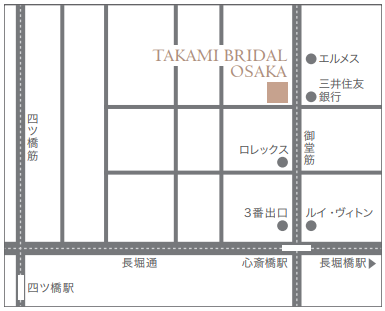 TAKAMI BRIDAL
OSAKA
エルメス
三井住友
銀行
四ツ橋筋
御堂筋
ロレックス
3番出口
ルイ・ヴィトン
長堀通
心斎橋駅
長堀橋駅
四ツ橋駅